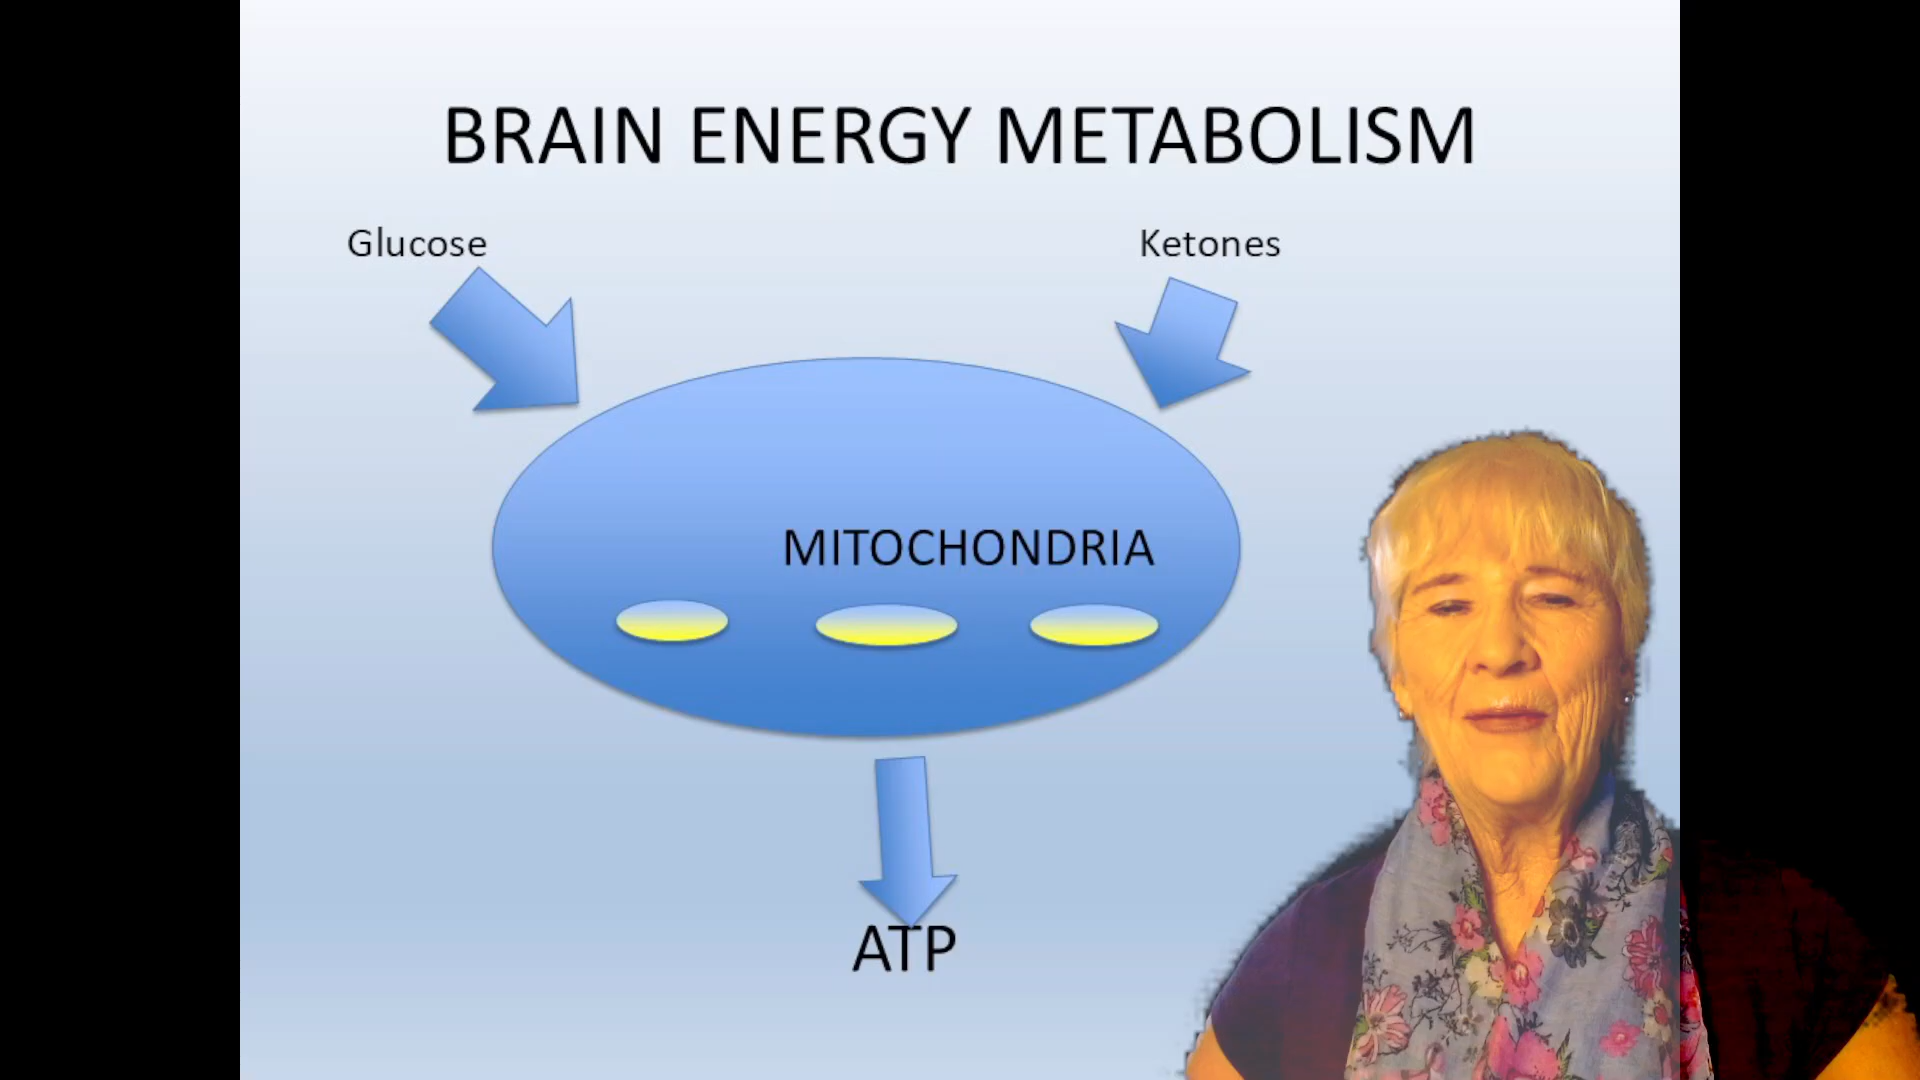 BRAIN ENERGY METABOLISM
Glucose
Ketones
MITOCHONDRIA
ATP